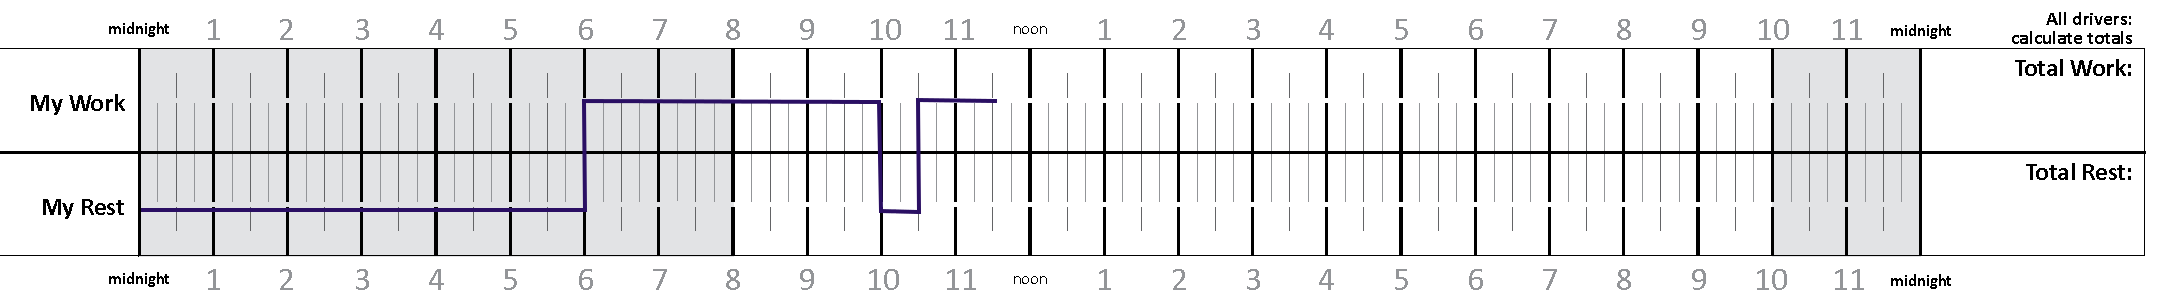 midnight 1 2 3 4 5 6 7 8 9 10 11 noon 1 2 3 4 5 6 7 8 9 10 11 midnight
All drivers:
calculate totals
Total Work:
My Work
Total Rest:
My Rest
midnight 1 2 3 4 5 6 7 8 9 10 11 noon 1 2 3 4 5 6 7 8 9 10 11 midnight